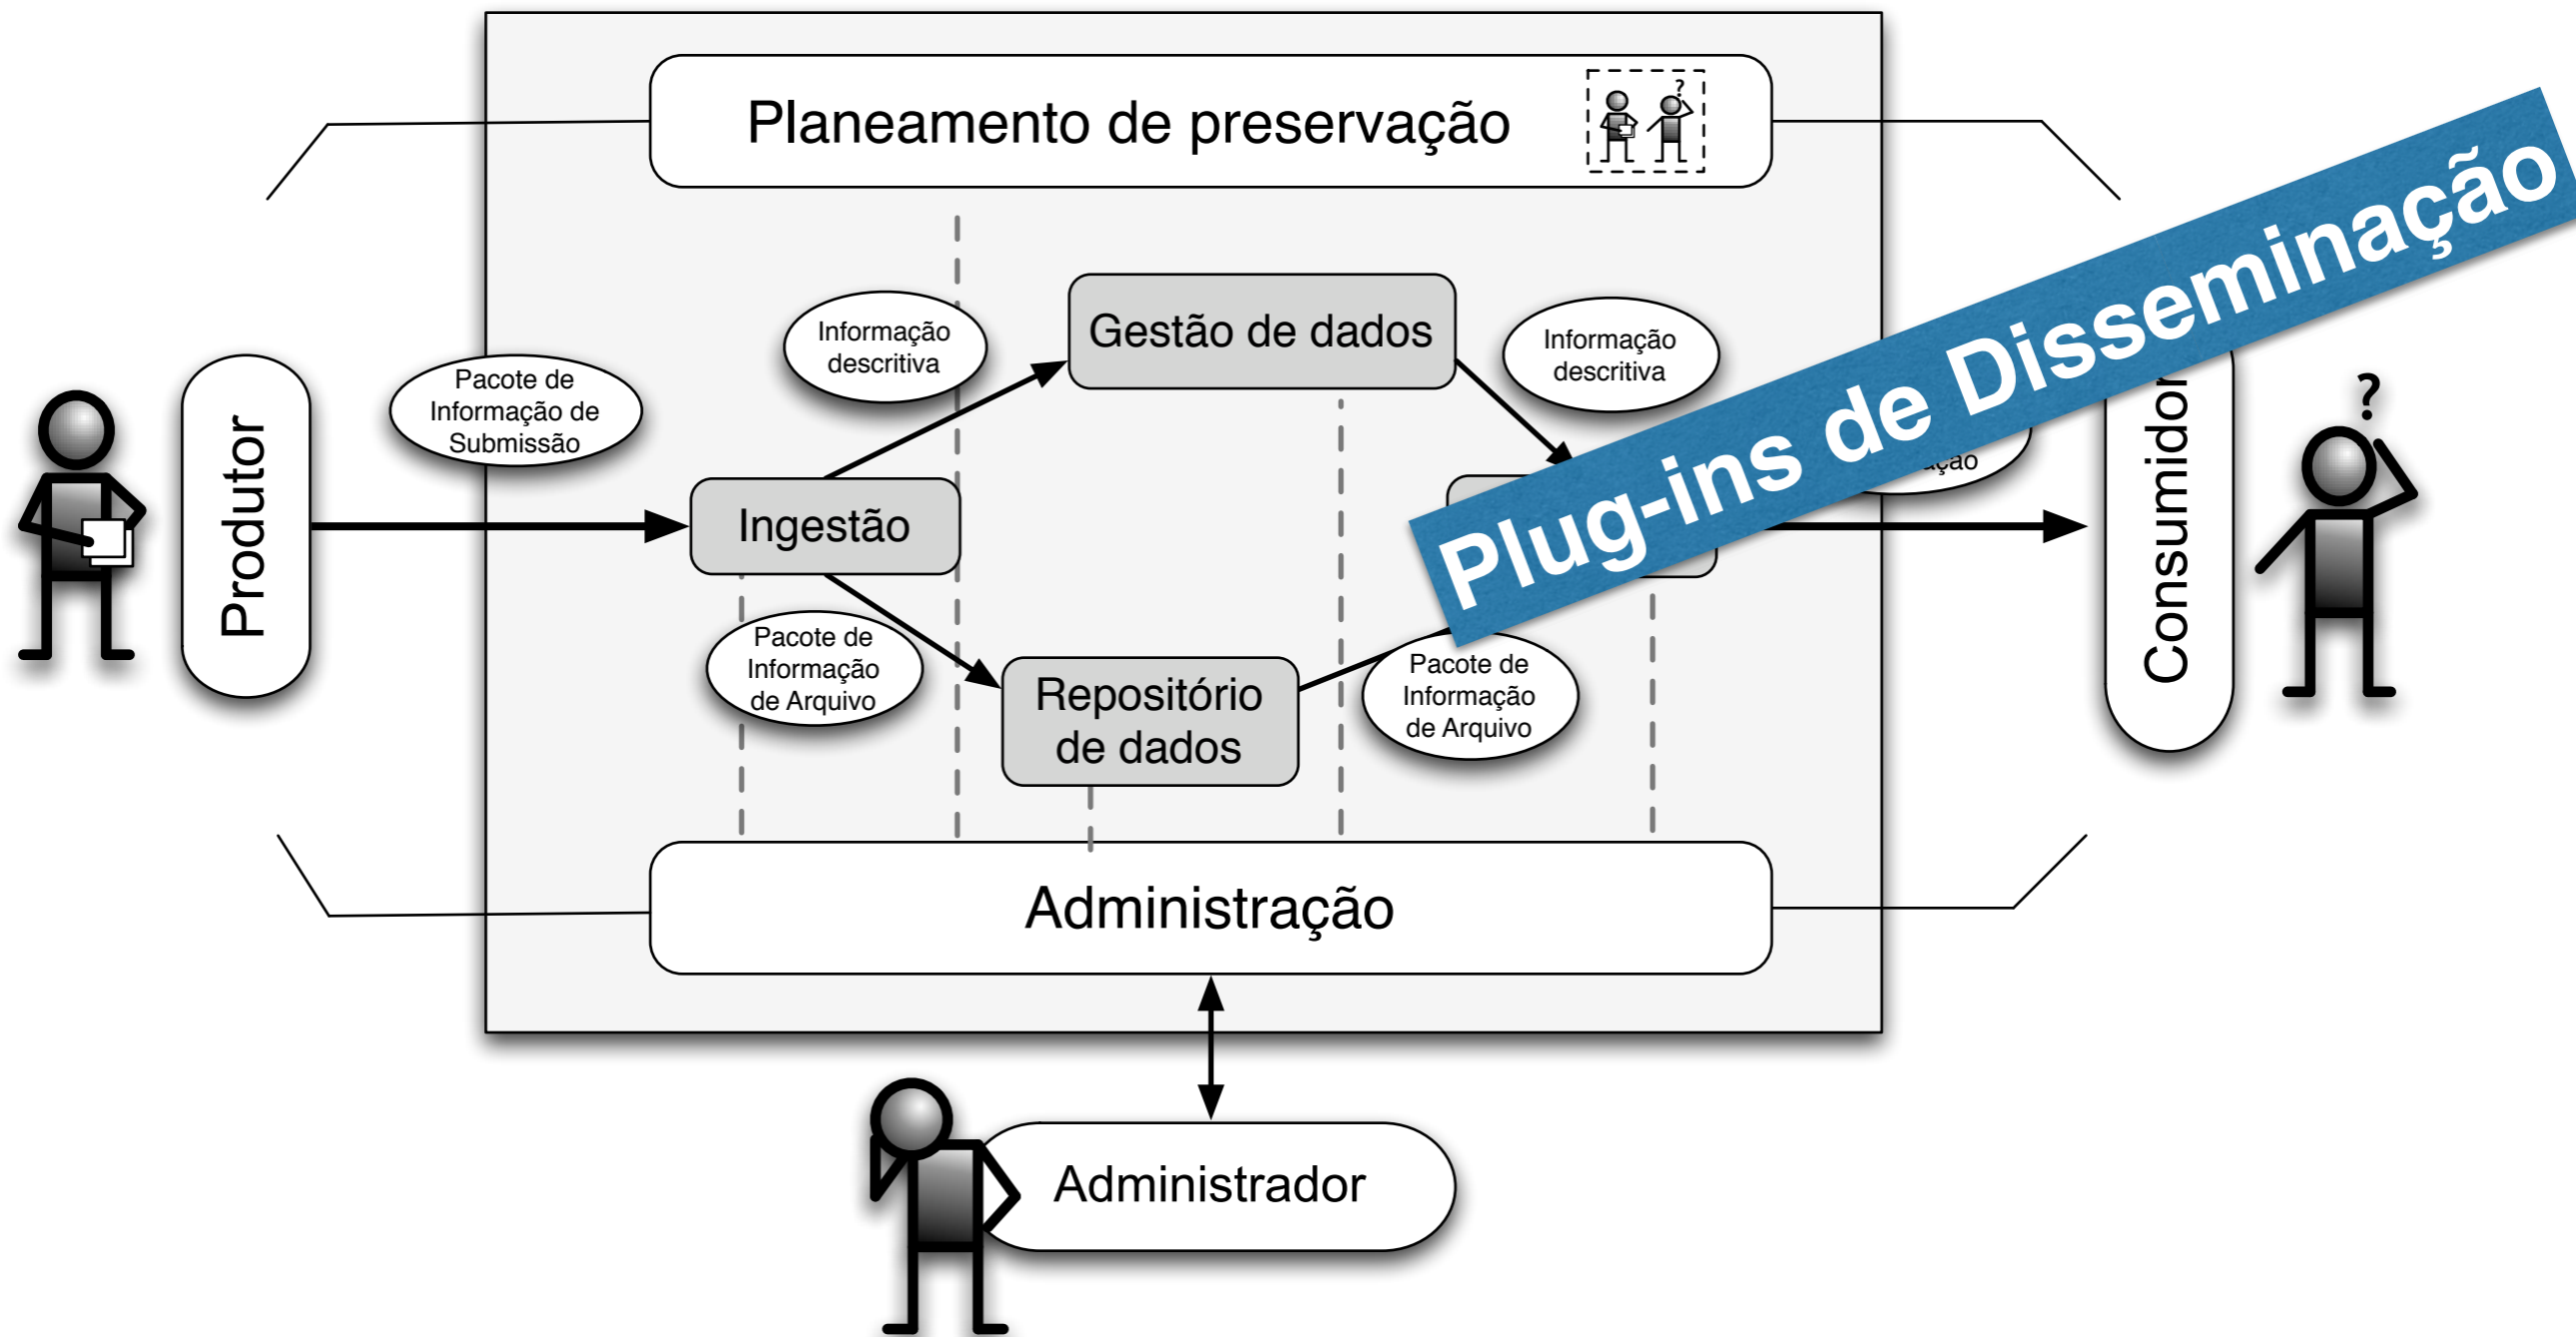 Planeamento de preservação
?
Plug-ins de Disseminação
Informação
descritiva
Gestão de dados
Informação
descritiva
Pacote de
Informação de
Submissão
Produtor
Ingestão
Consumidor
?
Pacote de
Informação
de Arquivo
Repositório
de dados
Pacote de
Informação
de Arquivo
Administração
Administrador